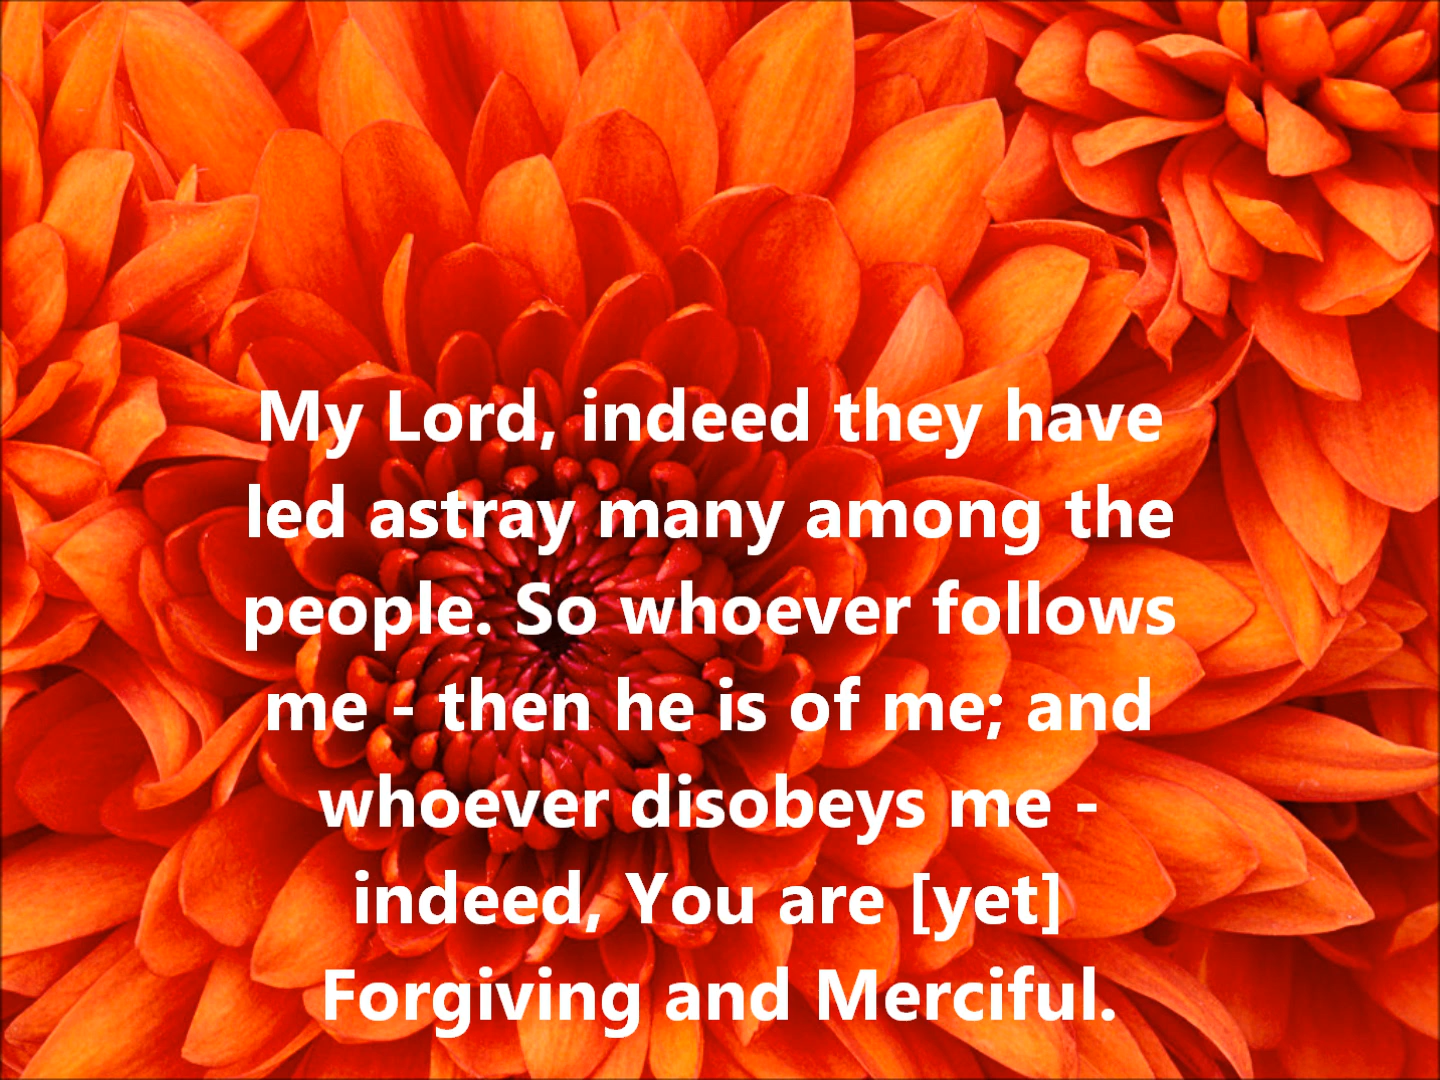 My Lord, indeed they have
led astray many among the
people. So whoever follows
me - then he is of me; and
whoever disobeys me -
indeed, You are [yet]
Forgiving and Merciful.